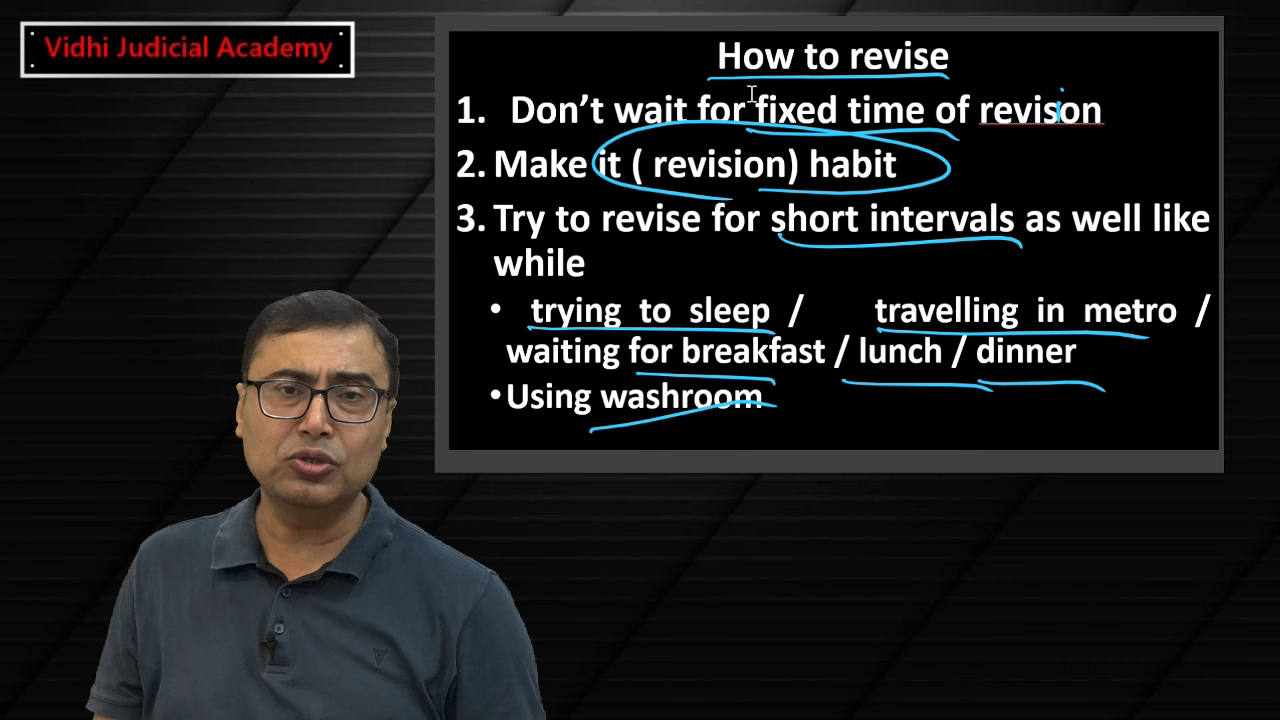 Vidhi Judicial Academy
How to revise
1. Don’t wait for fixed time of revision
2. Make it ( revision) habit
3. Try to revise for short intervals as well like
while
• trying to sleep / travelling in metro /
waiting for breakfast / lunch / dinner
• Using washroom